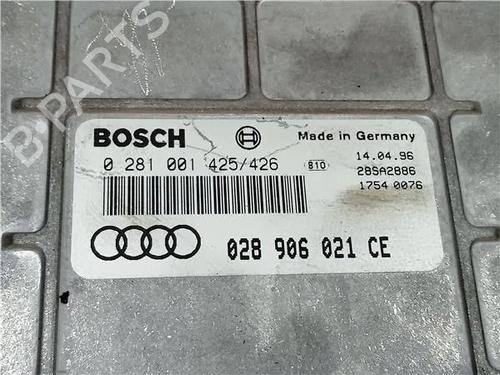 B-PARTS
BOSCH
Made in Germany
0 281 001 425/426
810
14.04.96
28SA2886
1754 0076
028 906 021 CE